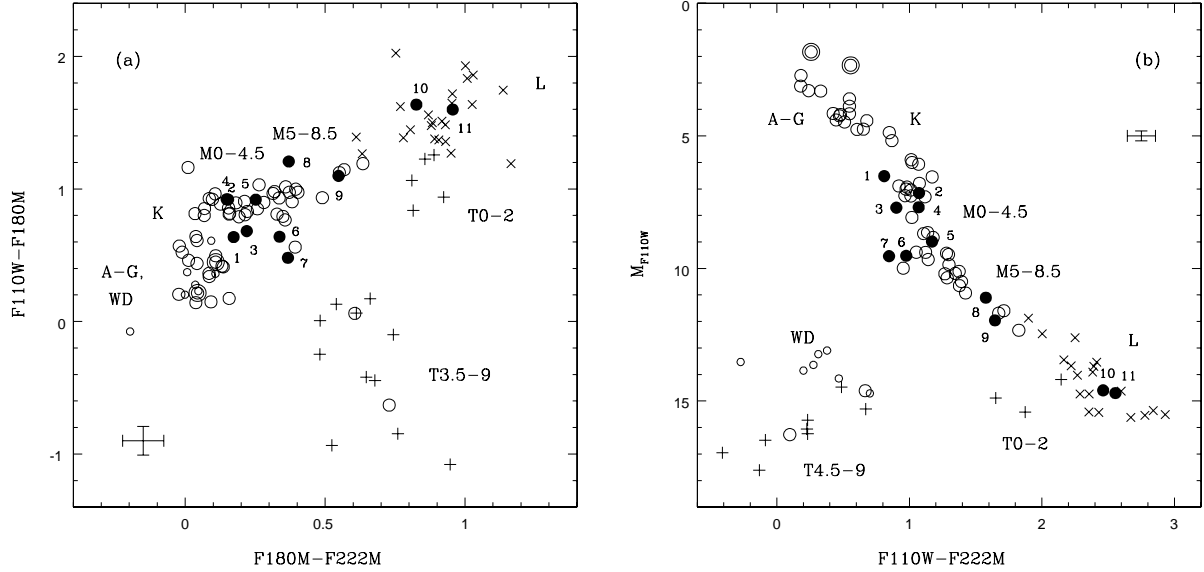 (a)
10
L
11
M5-8.5
8
M0-4.5
9
4
2
5
K
T0-2
1
3
6
7
A-G,
WD
T3.5-9
2
1
0
-1
0
0.5
1
F110W-F180M
F180M-F222M
(b)
A-G
K
1
2
3
4
M0-4.5
5
7
6
M5-8.5
8
9
WD
L
10
11
T0-2
T4.5-9
0
5
10
15
0
1
2
3
M_F110W
F110W-F222M